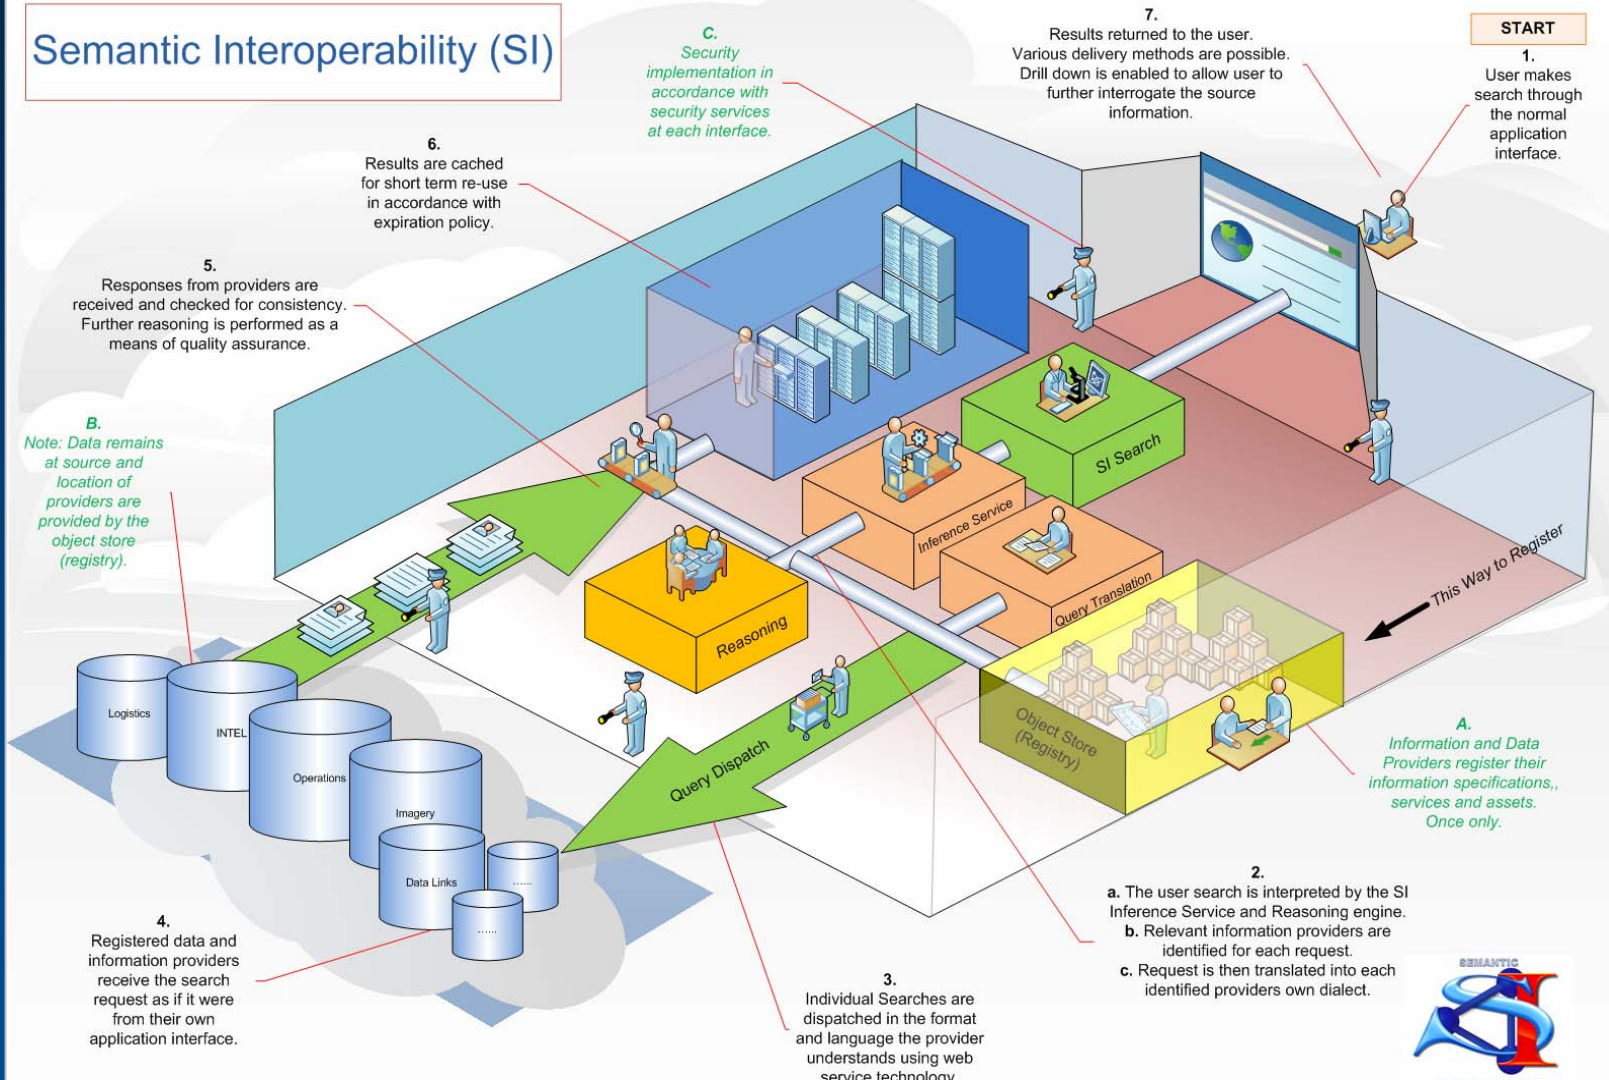 Semantic Interoperability (SI)
START
1.
User makes
search through
the normal
application
interface.
7.
Results returned to the user.
Various delivery methods are possible.
Drill down is enabled to allow user to
further interrogate the source
information.
C.
Security
implementation in
accordance with
security services
at each interface.
6.
Results are cached
for short term re-use
in accordance with
expiration policy.
5.
Responses from providers are
received and checked for consistency.
Further reasoning is performed as a
means of quality assurance.
B.
Note: Data remains
at source and
location of
providers are
provided by the
object store
(registry).
SI Search
Inference Service
Query Translation
Reasoning
This Way to Register
Object Store
(Registry)
Query Dispatch
Logistics
INTEL
Operations
Imagery
Data Links
......
......
A.
Information and Data
Providers register their
information specifications,,
services and assets.
Once only.
2.
a. The user search is interpreted by the SI
Inference Service and Reasoning engine.
b. Relevant information providers are
identified for each request.
c. Request is then translated into each
identified providers own dialect.
4.
Registered data and
information providers
receive the search
request as if it were
from their own
application interface.
3.
Individual Searches are
dispatched in the format
and language the provider
understands using web
service technology
SEMANTIC
SI